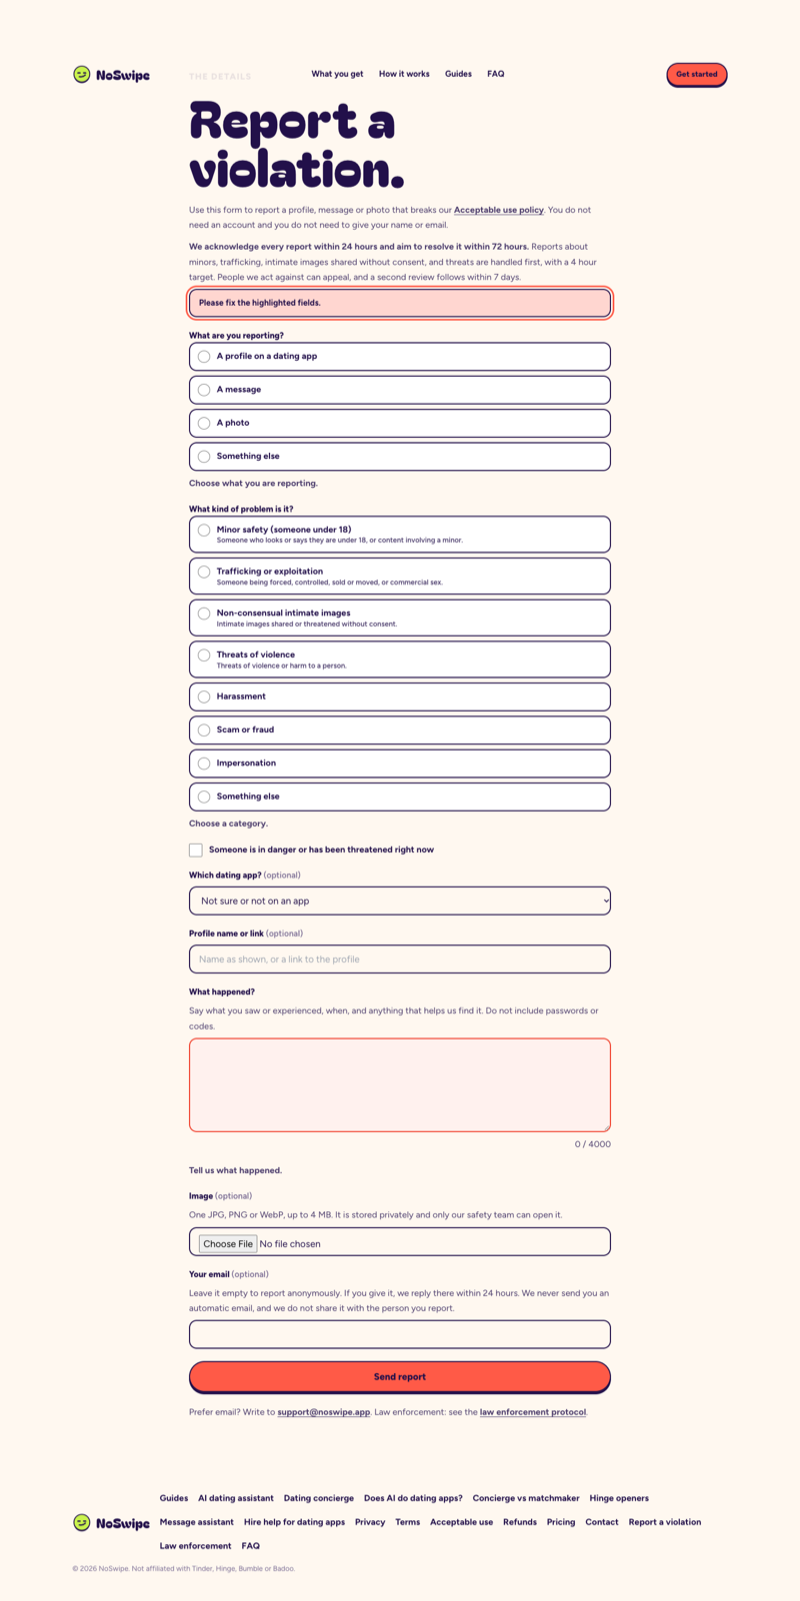 NoSwipe
THE DETAILS
What you get
How it works
Guides
FAQ
Get started
Report a
violation.
Use this form to report a profile, message or photo that breaks our Acceptable use policy. You do not
need an account and you do not need to give your name or email.
We acknowledge every report within 24 hours and aim to resolve it within 72 hours. Reports about
minors, trafficking, intimate images shared without consent, and threats are handled first, with a 4 hour
target. People we act against can appeal, and a second review follows within 7 days.
Please fix the highlighted fields.
What are you reporting?
A profile on a dating app
A message
A photo
Something else
Choose what you are reporting.
What kind of problem is it?
Minor safety (someone under 18)
Someone who looks or says they are under 18, or content involving a minor.
Trafficking or exploitation
Someone being forced, controlled, sold or moved, or commercial sex.
Non-consensual intimate images
Intimate images shared or threatened without consent.
Threats of violence
Threats of violence or harm to a person.
Harassment
Scam or fraud
Impersonation
Something else
Choose a category.
Someone is in danger or has been threatened right now
Which dating app? (optional)
Not sure or not on an app
Profile name or link (optional)
Name as shown, or a link to the profile
What happened?
Say what you saw or experienced, when, and anything that helps us find it. Do not include passwords or
codes.
0 / 4000
Tell us what happened.
Image (optional)
One JPG, PNG or WebP, up to 4 MB. It is stored privately and only our safety team can open it.
Choose File No file chosen
Your email (optional)
Leave it empty to report anonymously. If you give it, we reply there within 24 hours. We never send you an
automatic email, and we do not share it with the person you report.
Send report
Prefer email? Write to support@noswipe.app. Law enforcement: see the law enforcement protocol.
Guides AI dating assistant Dating concierge Does AI do dating apps? Concierge vs matchmaker Hinge openers
NoSwipe
Message assistant Hire help for dating apps Privacy Terms Acceptable use Refunds Pricing Contact Report a violation
Law enforcement FAQ
© 2026 NoSwipe. Not affiliated with Tinder, Hinge, Bumble or Badoo.